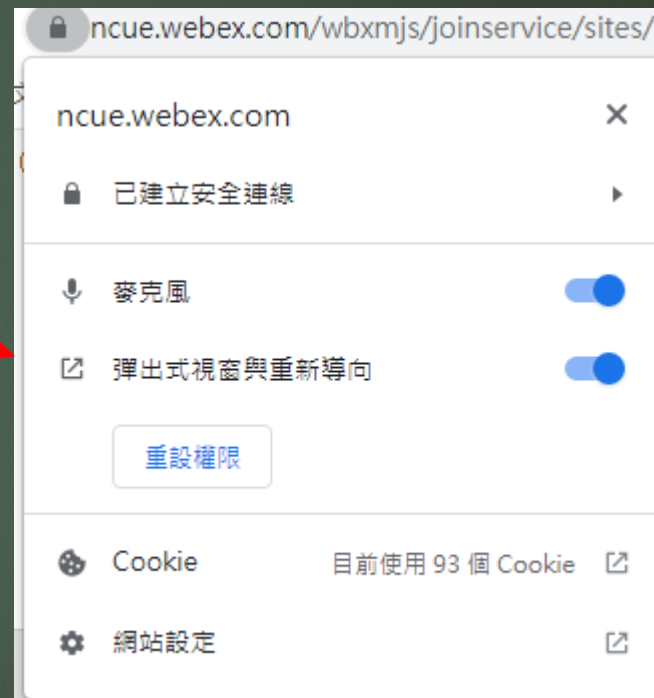 ncue.webex.com/wbxmjs/joinservice/sites/
ncue.webex.com
已建立安全連線
麥克風
彈出式視窗與重新導向
重設權限
Cookie 目前使用 93 個 Cookie
網站設定